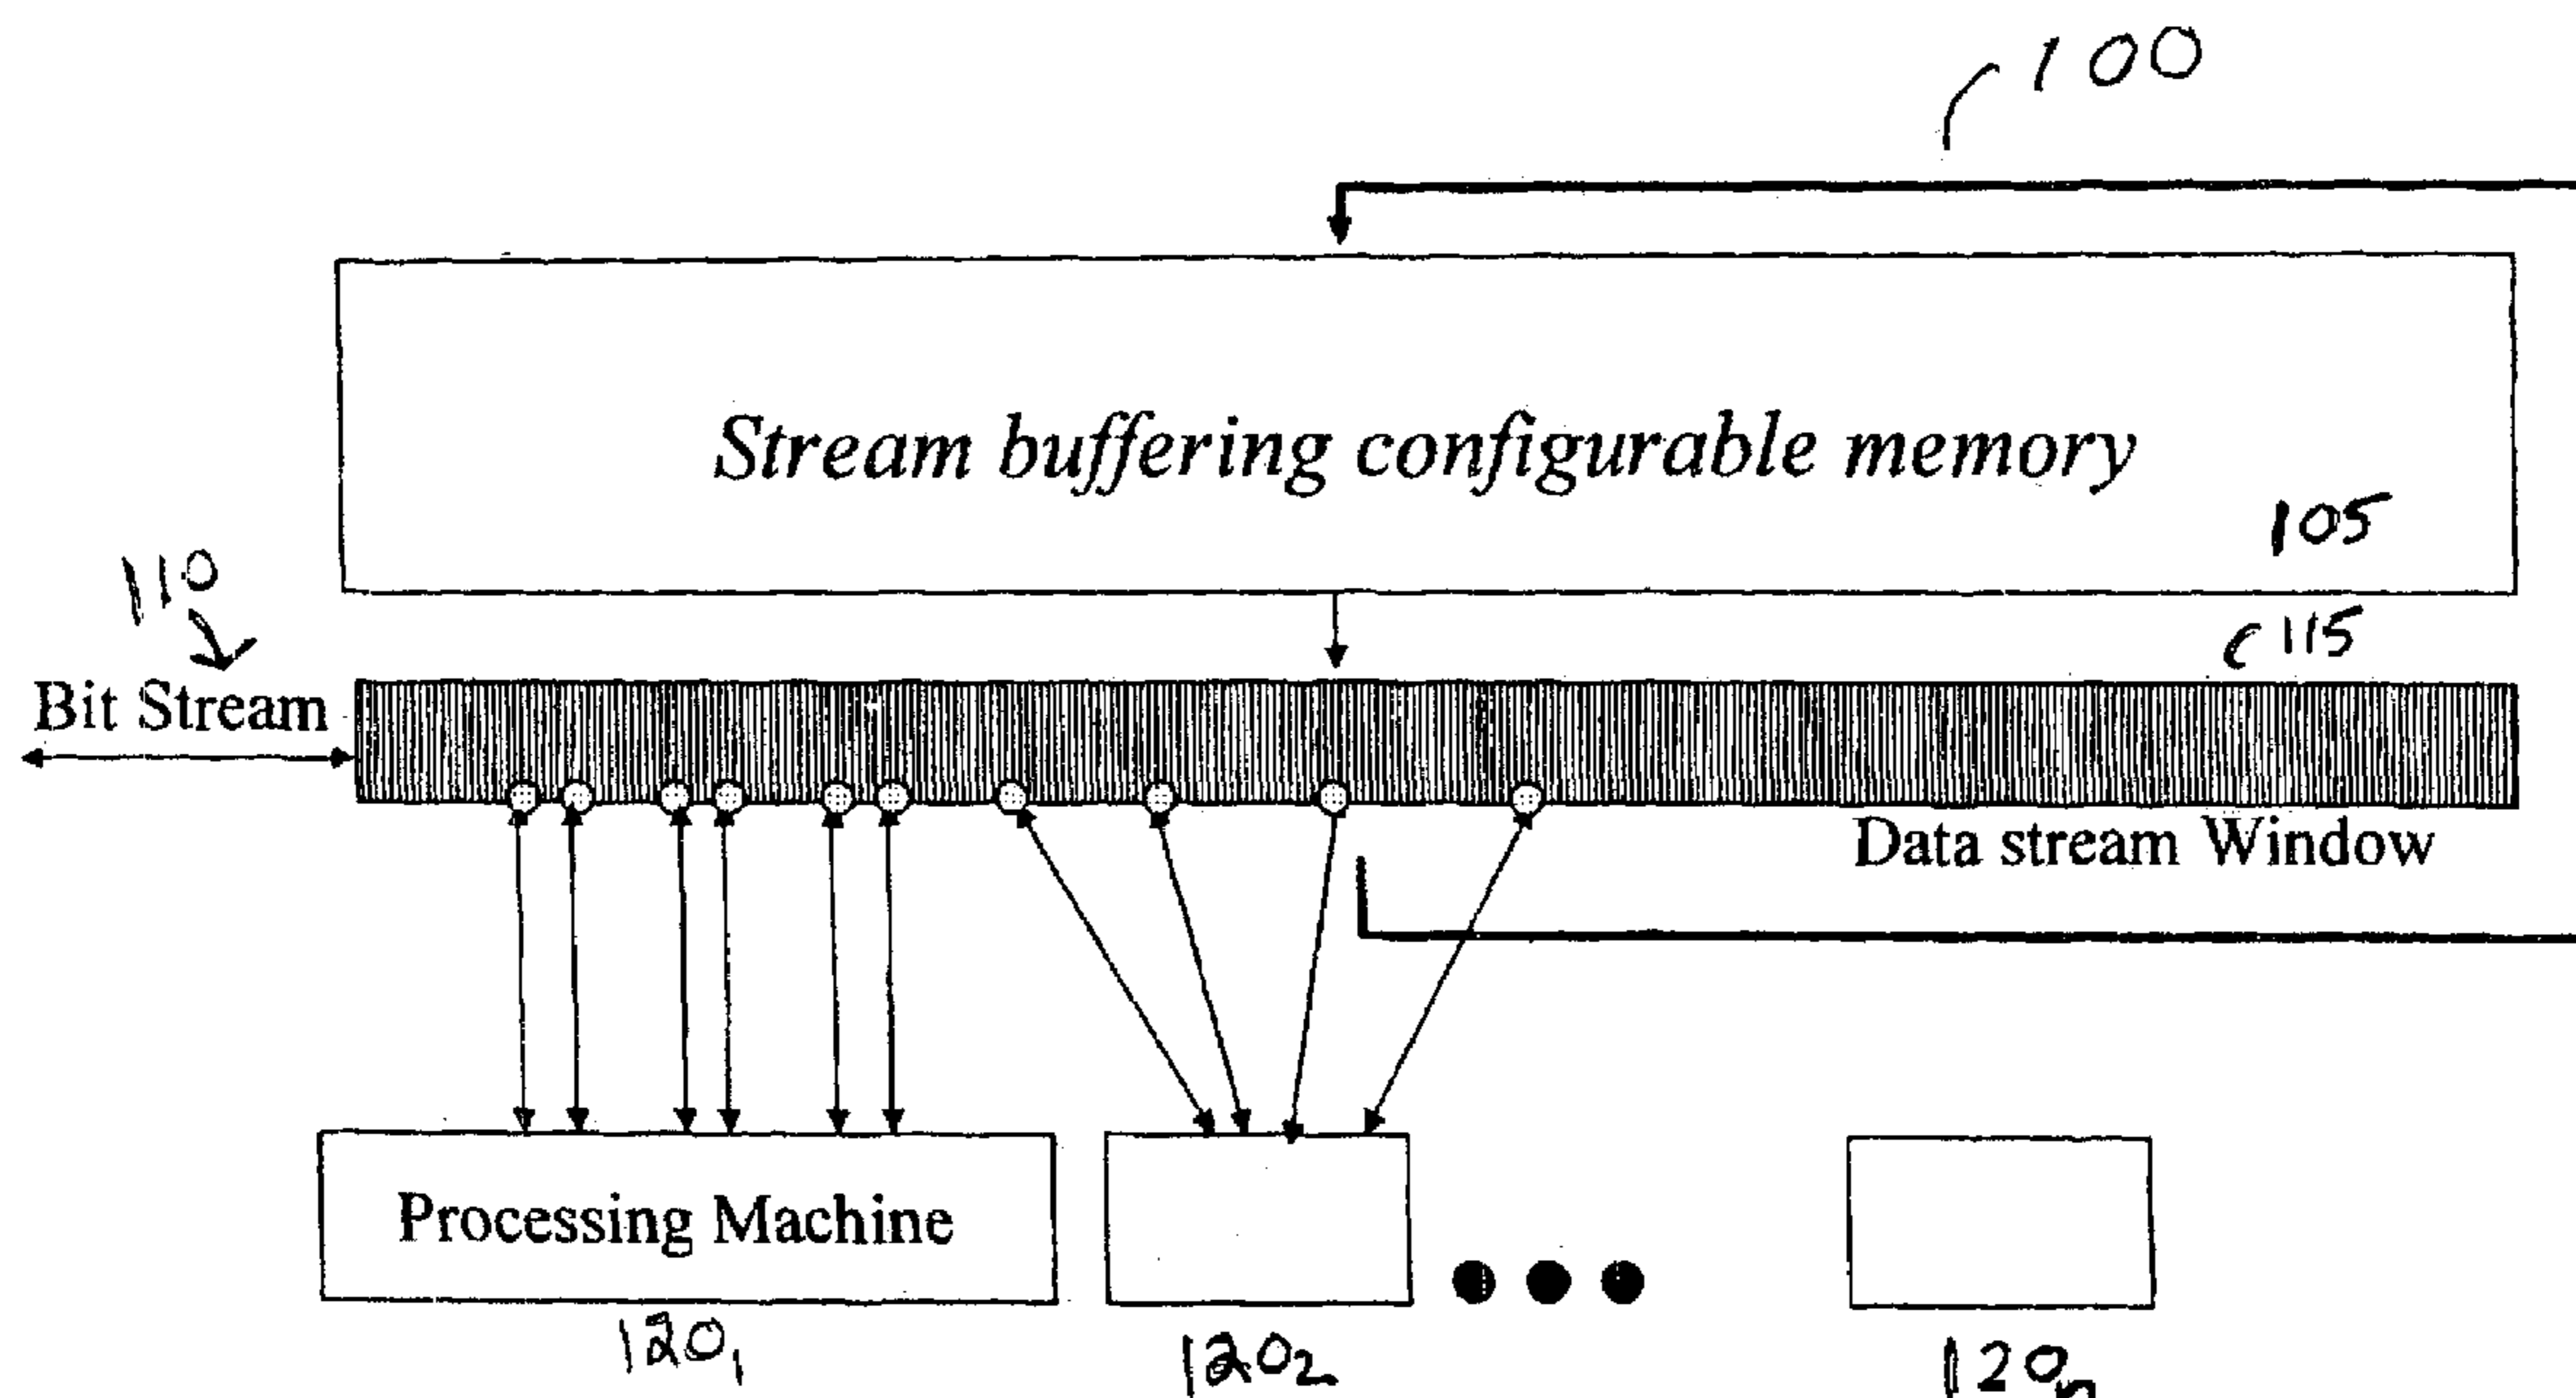 100
Stream buffering configurable memory
105
110
115
Bit Stream
Data stream Window
Processing Machine
120₁
120₂
120ₙ